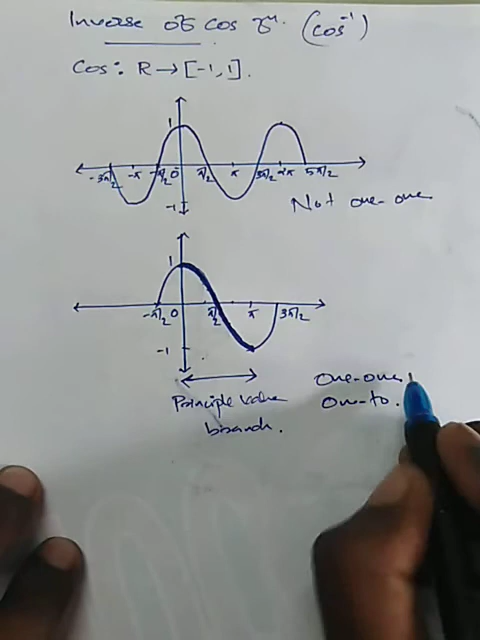 Inverse of cos fn. (cos⁻¹)
Cos: R → [-1, 1].
1
-3π/2 -π -π/2 0 π/2 π 3π/2 2π 5π/2
-1
Not one-one
1
-π/2 0 π/2 π 3π/2
-1
Principle value
branch.
one-one
on-to.